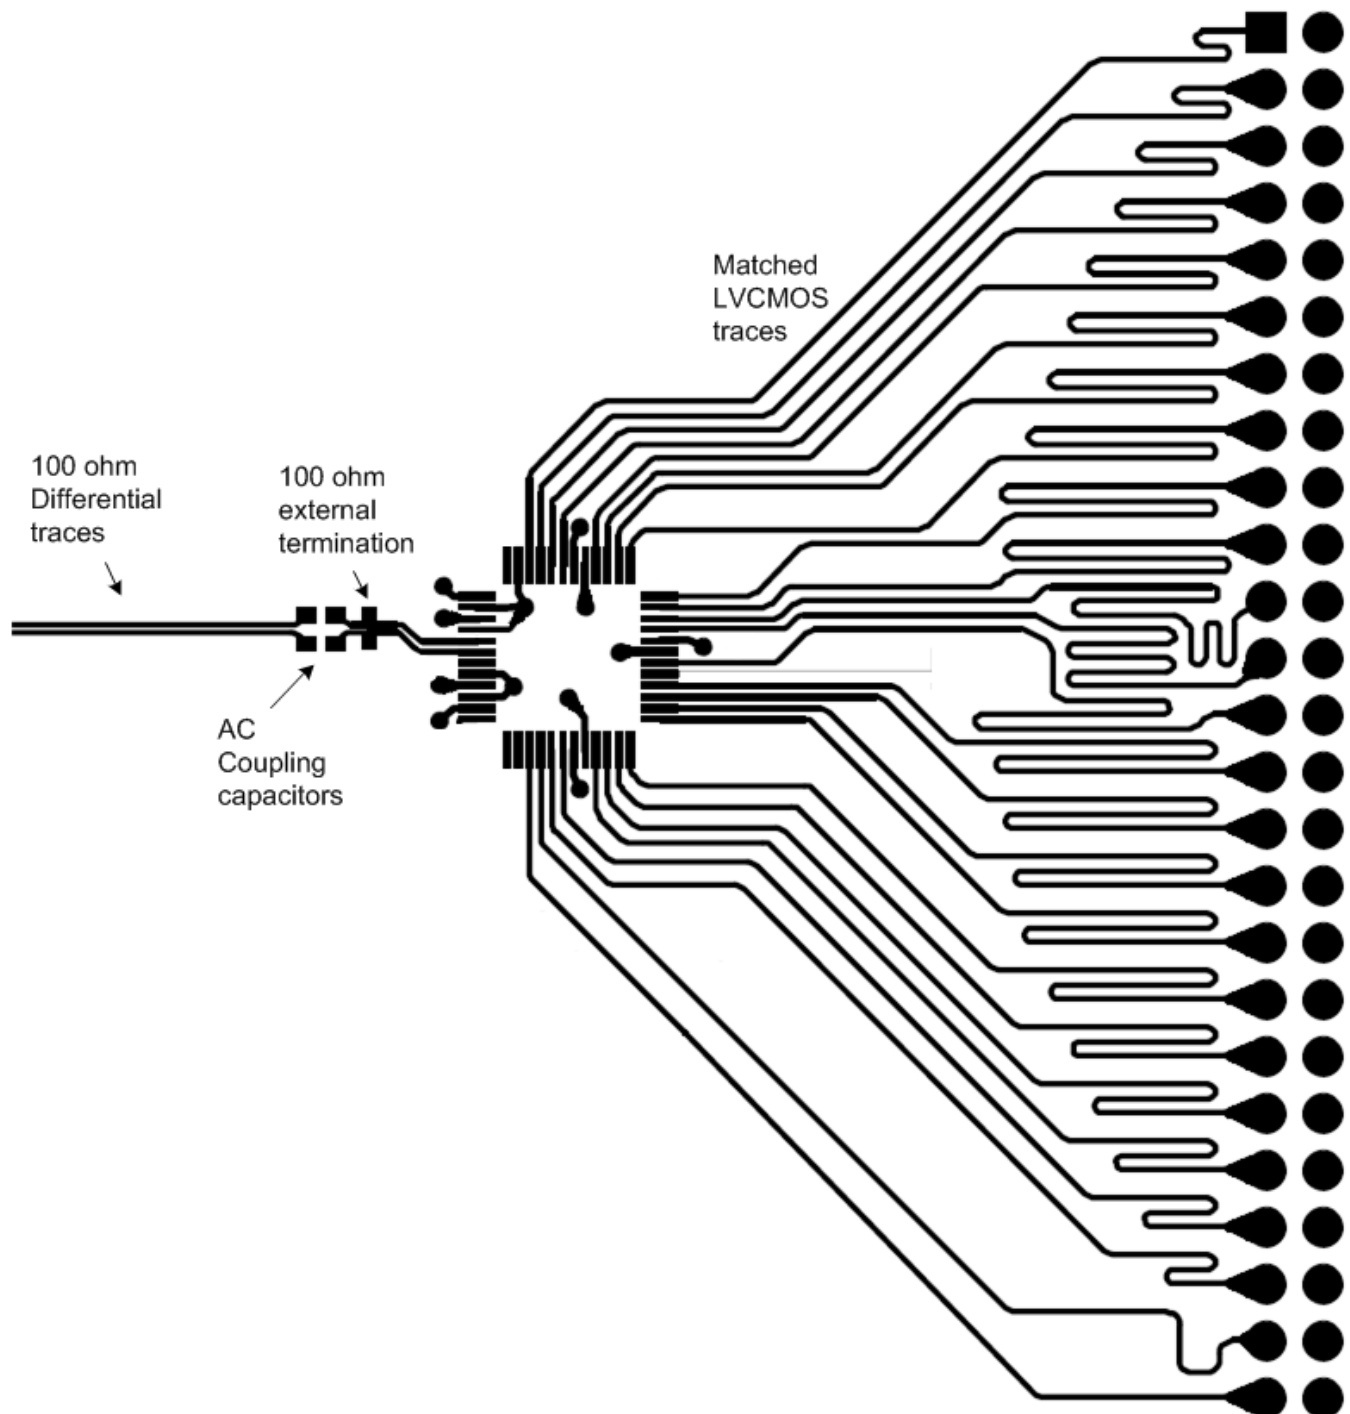 Matched
LVCMOS
traces
100 ohm
Differential
traces
100 ohm
external
termination
AC
Coupling
capacitors